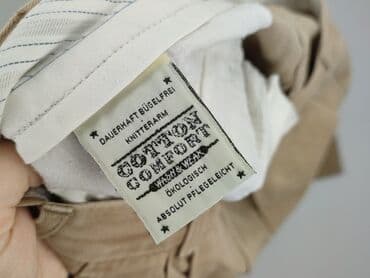 DAUERHAFT BÜGELFREI
KNITTERARM
COTTON
COMFORT
ÖKOLOGISCH
ABSOLUT PFLEGELEICHT